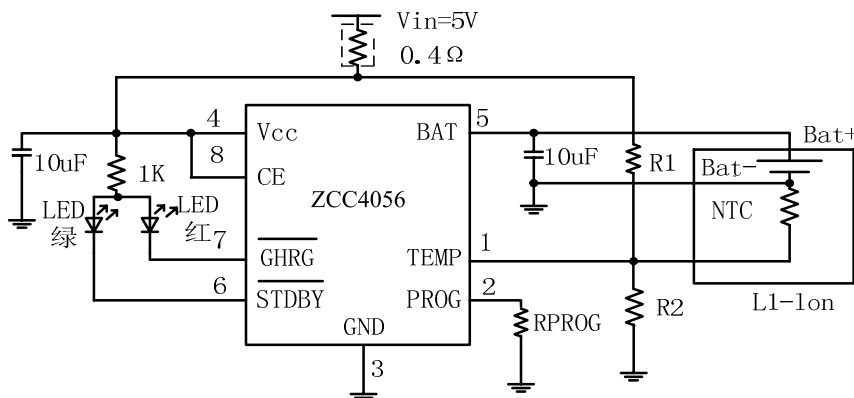 Vin=5V
0.4Ω
4
Vcc
BAT
5
Bat+
10uF
8
1K
CE
10uF
R1
Bat-
ZCC4056
NTC
LED
LED
绿
红
7
GHRG
TEMP
1
6
STDBY
PROG
2
RPROG
R2
L1-lon
GND
3